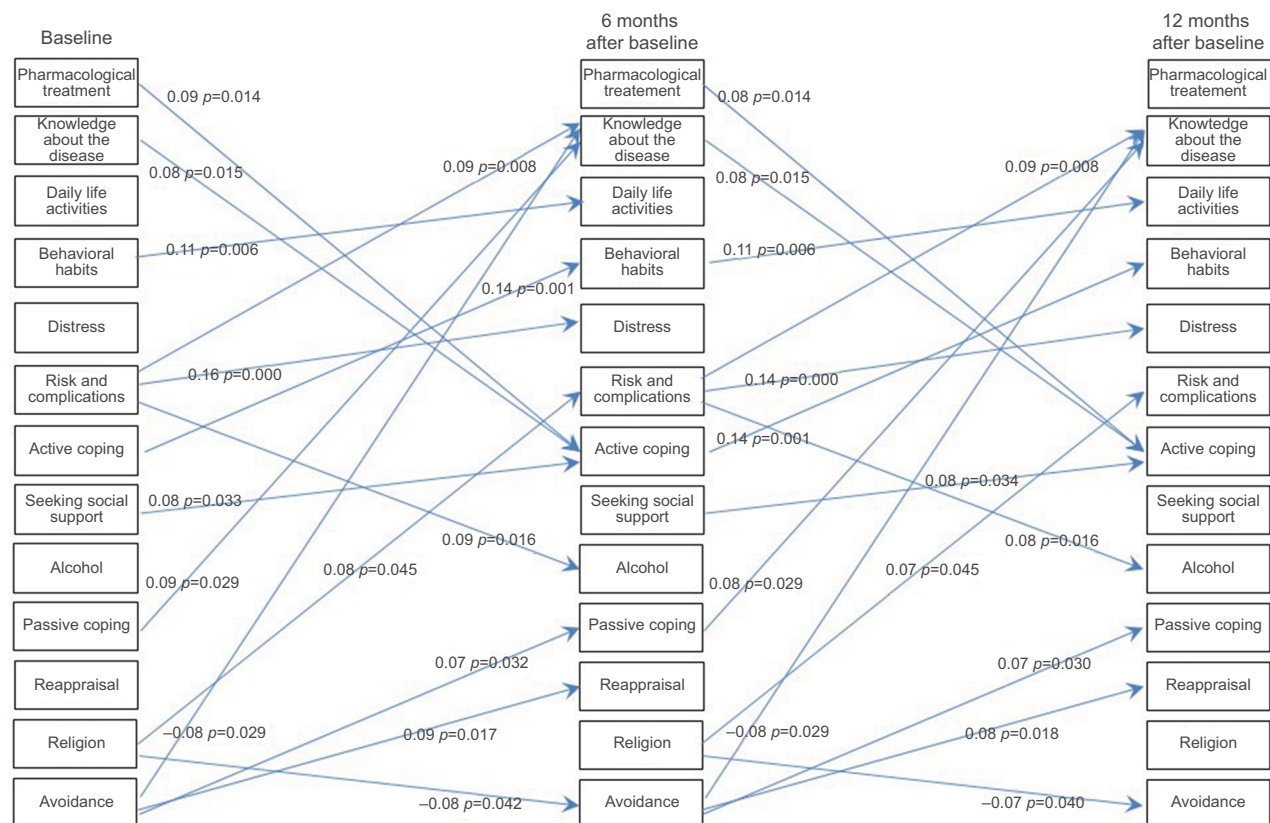 Baseline
Pharmacological
treatment
Knowledge
about the
disease
Daily life
activities
Behavioral
habits
Distress
Risk and
complications
Active coping
Seeking social
support
Alcohol
Passive coping
Reappraisal
Religion
Avoidance
0.09 p=0.014
0.08 p=0.015
0.09 p=0.008
0.11 p=0.006
0.14 p=0.001
0.16 p=0.000
0.08 p=0.033
0.09 p=0.016
0.08 p=0.045
0.09 p=0.029
0.07 p=0.032
–0.08 p=0.029
0.09 p=0.017
–0.08 p=0.042
6 months
after baseline
Pharmacological
treatement
Knowledge
about the
disease
Daily life
activities
Behavioral
habits
Distress
Risk and
complications
Active coping
Seeking social
support
Alcohol
Passive coping
Reappraisal
Religion
Avoidance
0.08 p=0.014
0.09 p=0.008
0.08 p=0.015
0.11 p=0.006
0.14 p=0.000
0.14 p=0.001
0.08 p=0.034
0.08 p=0.016
0.07 p=0.045
0.08 p=0.029
0.07 p=0.030
–0.08 p=0.029
0.08 p=0.018
–0.07 p=0.040
12 months
after baseline
Pharmacological
treatement
Knowtedge
about the
disease
Daily life
activities
Behavioral
habits
Distress
Risk and
complications
Active coping
Seeking social
support
Alcohol
Passive coping
Reappraisal
Religion
Avoidance